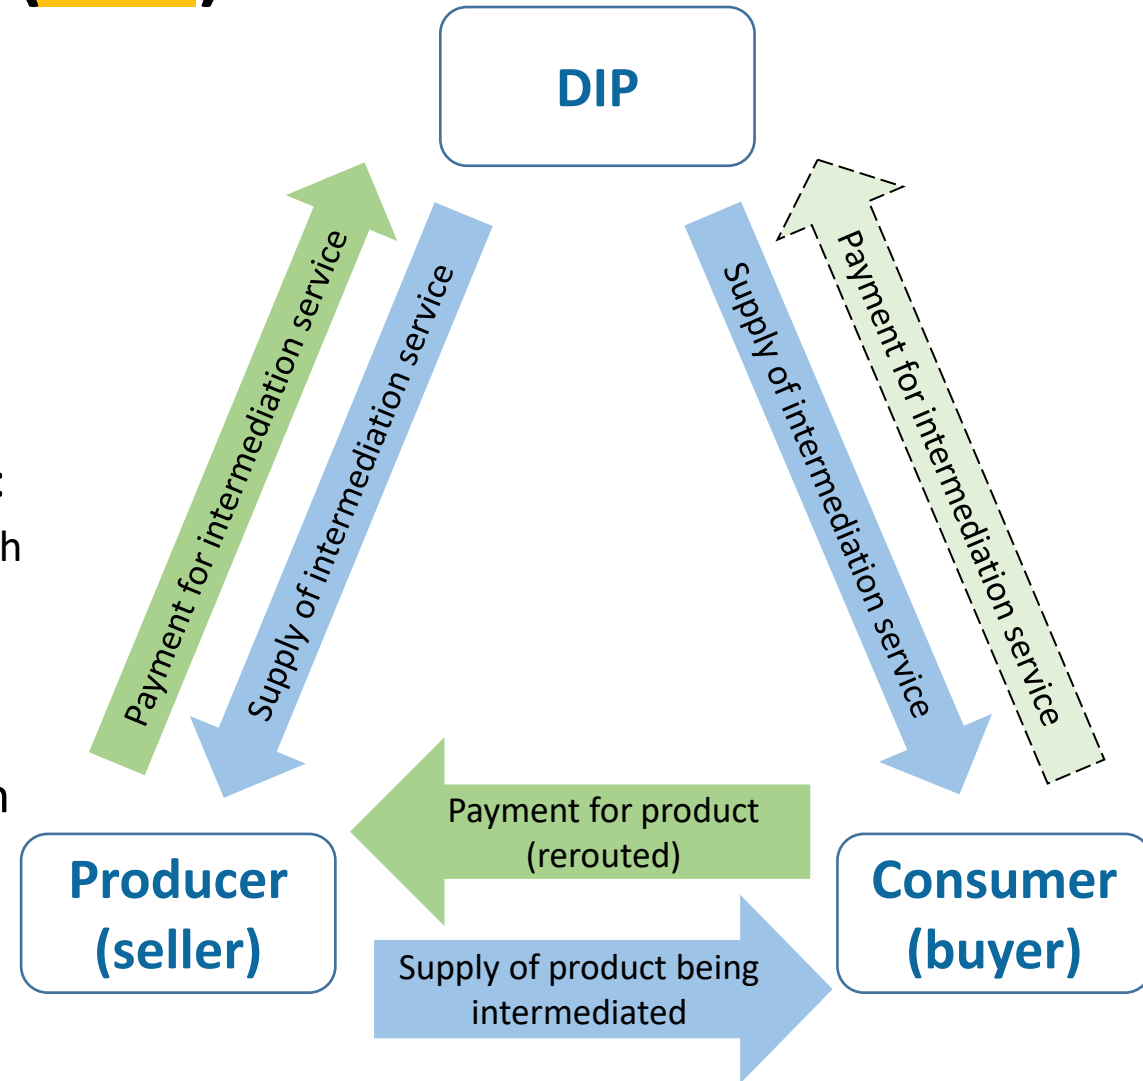 (
)
DIP
Payment for intermediation service
Supply of intermediation service
Supply of intermediation service
Payment for intermediation service
:
h
n
Payment for product
(rerouted)
Producer
(seller)
Consumer
(buyer)
Supply of product being
intermediated